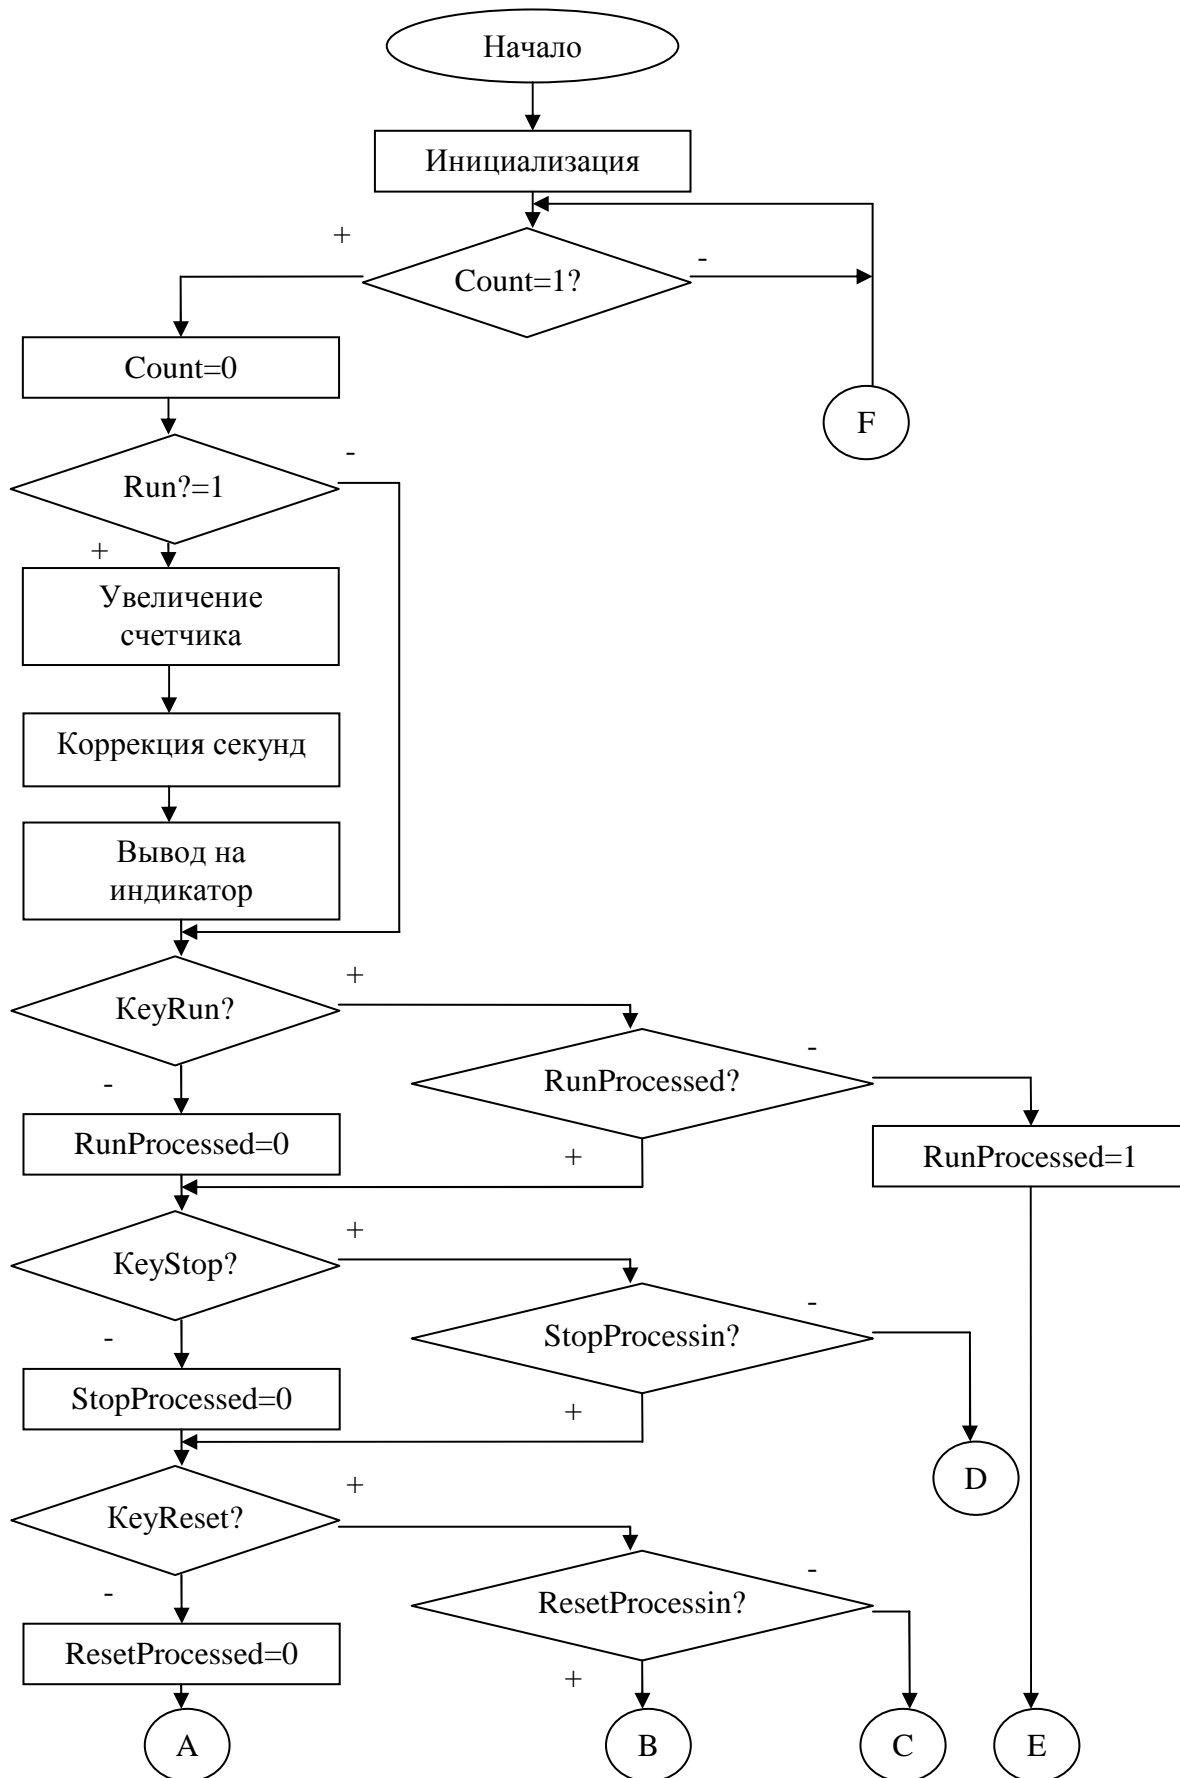 Начало
Инициализация
+
-
Count=1?
Count=0
F
-
Run?=1
+
Увеличение
счетчика
Коррекция секунд
Вывод на
индикатор
+
KeyRun?
-
RunProcessed?
-
RunProcessed=0
+
RunProcessed=1
+
KeyStop?
-
StopProcessin?
-
StopProcessed=0
+
D
+
KeyReset?
-
ResetProcessin?
-
ResetProcessed=0
+
A
B
C
E